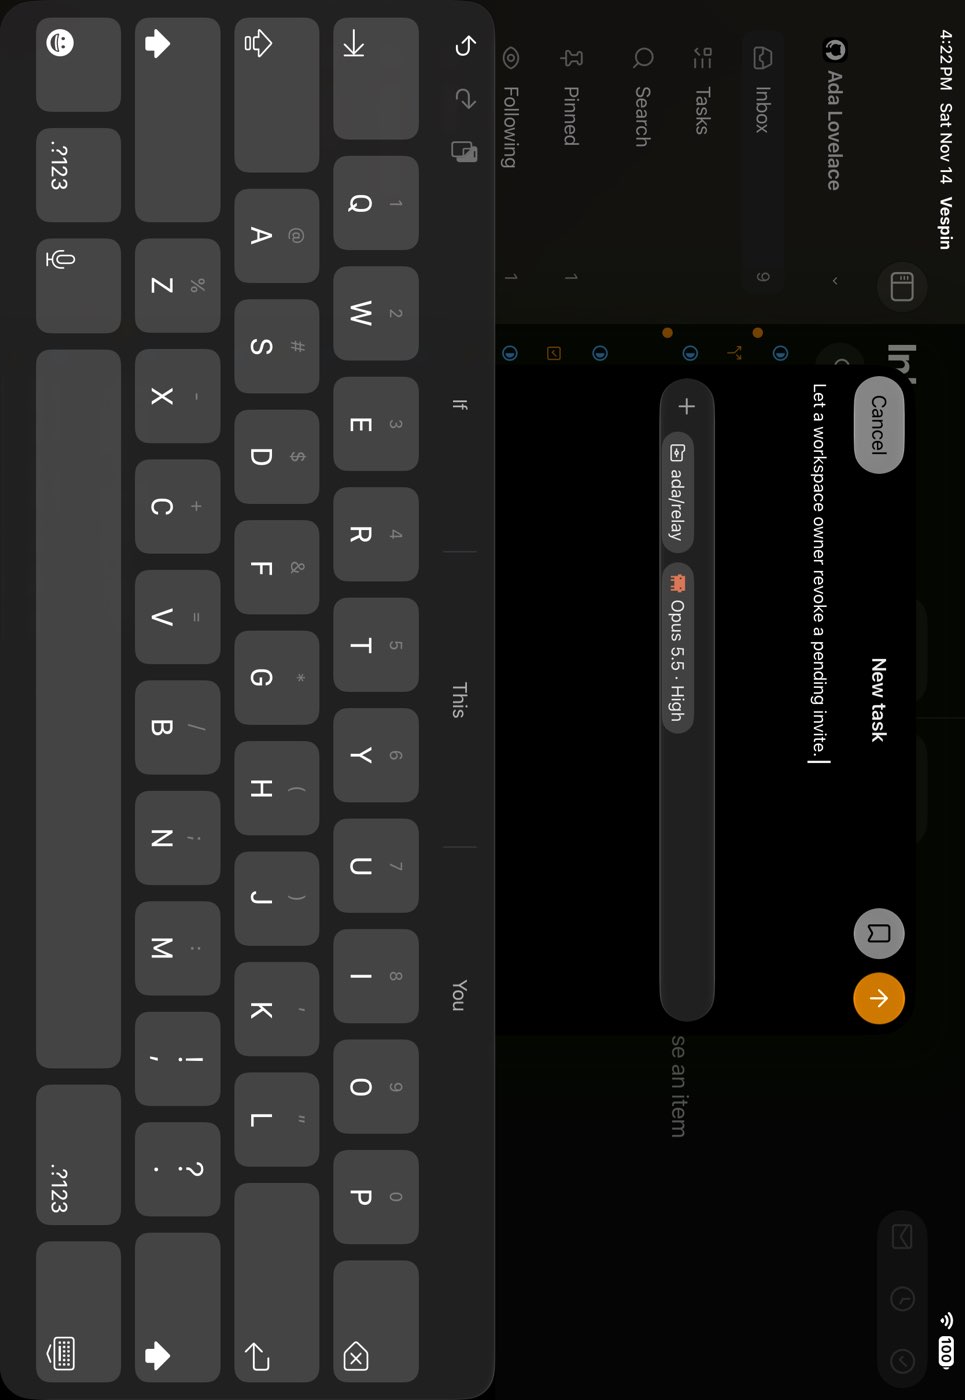 4:22 PM Sat Nov 14 Vespin
100
Cancel
New task
Ada Lovelace
Let a workspace owner revoke a pending invite.
Inbox 9
Tasks
ada/relay
Opus 5.5 · High
se an item
Search
Pinned 1
Following 1
If
This
You
1 2 3 4 5 6 7 8 9 0
Q W E R T Y U I O P
@ # $ & * ( ) ' "
A S D F G H J K L
% - + = / ; : ! ?
Z X C V B N M , .
.?123
.?123